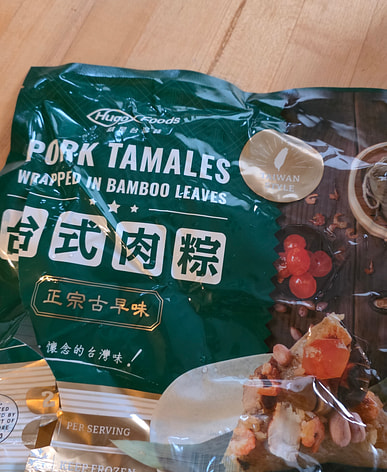 Hugo Foods
PORK TAMALES
WRAPPED IN BAMBOO LEAVES
台式肉粽
正宗古早味
懷念的台灣味!
PER SERVING
FROZEN